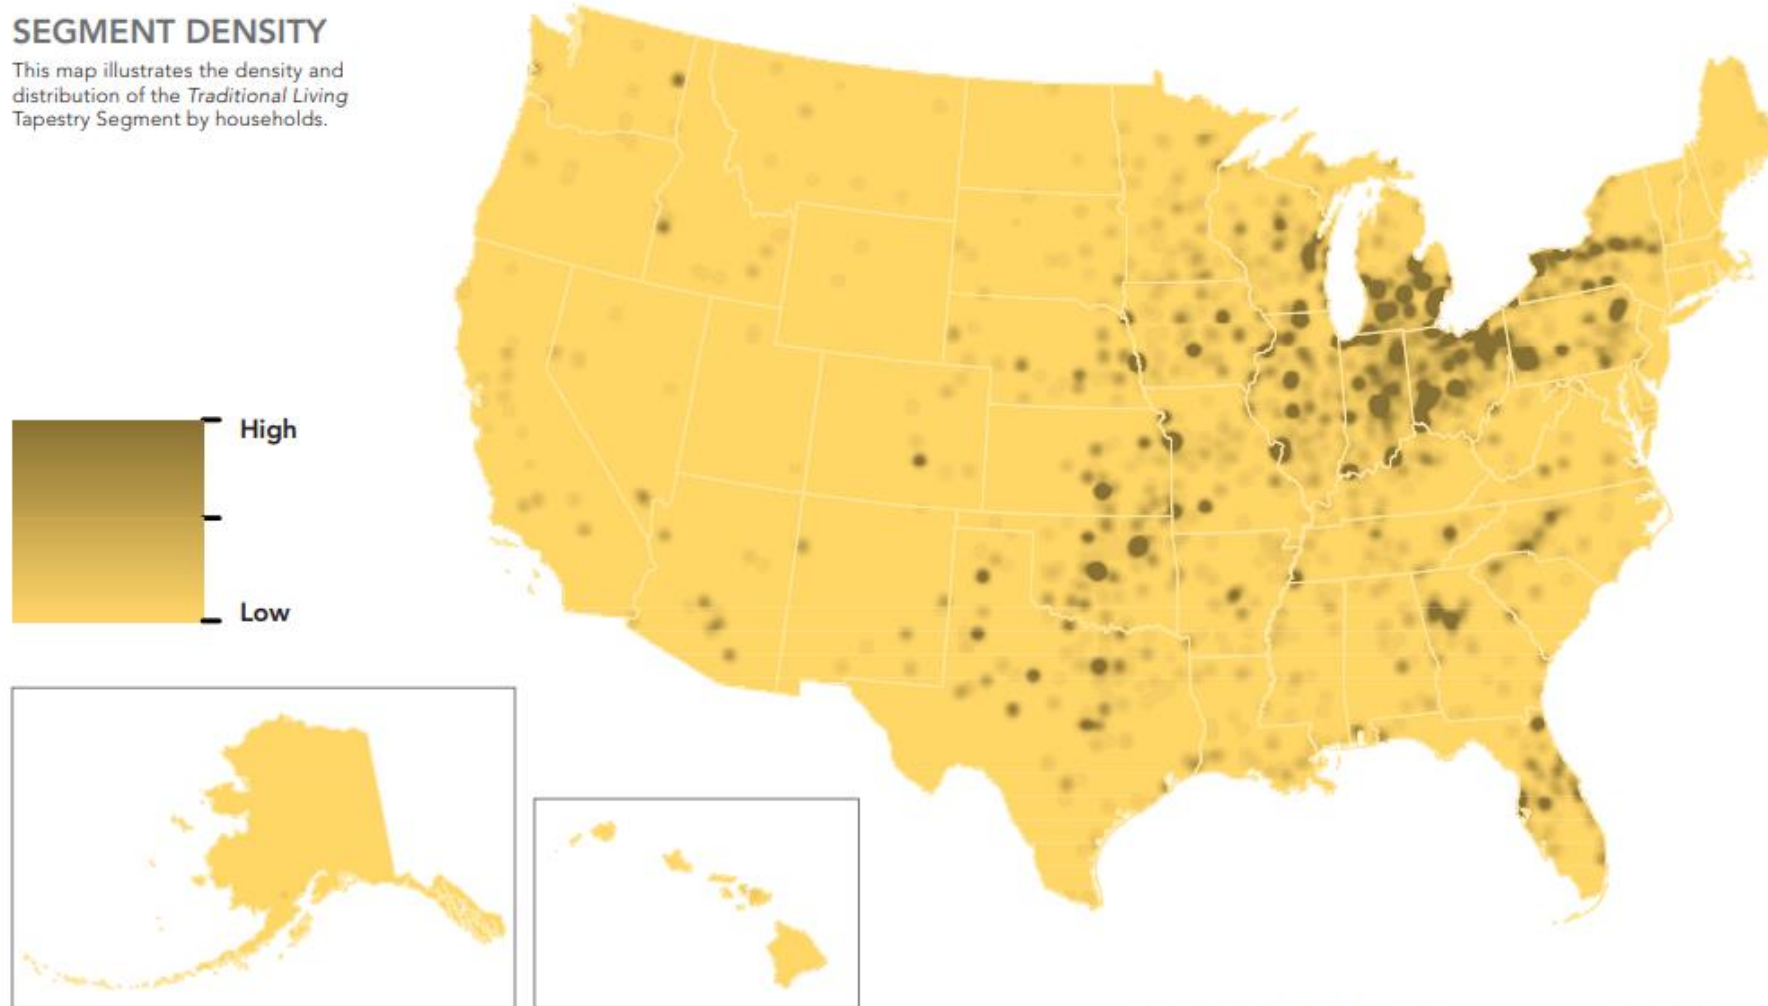 SEGMENT DENSITY
This map illustrates the density and
distribution of the Traditional Living
Tapestry Segment by households.
High
Low